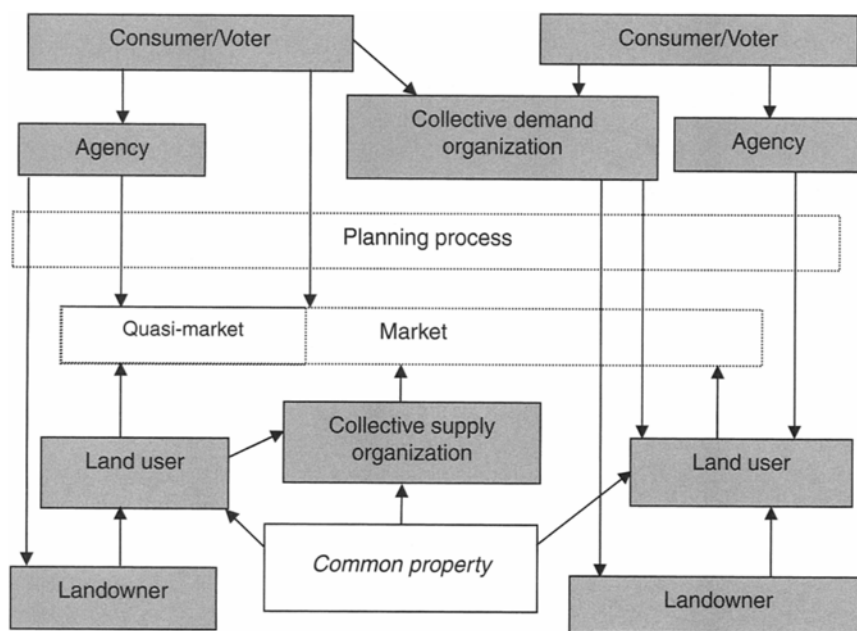 Consumer/Voter
Consumer/Voter
Collective demand
organization
Agency
Agency
Planning process
Quasi-market
Market
Collective supply
organization
Land user
Land user
Common property
Landowner
Landowner